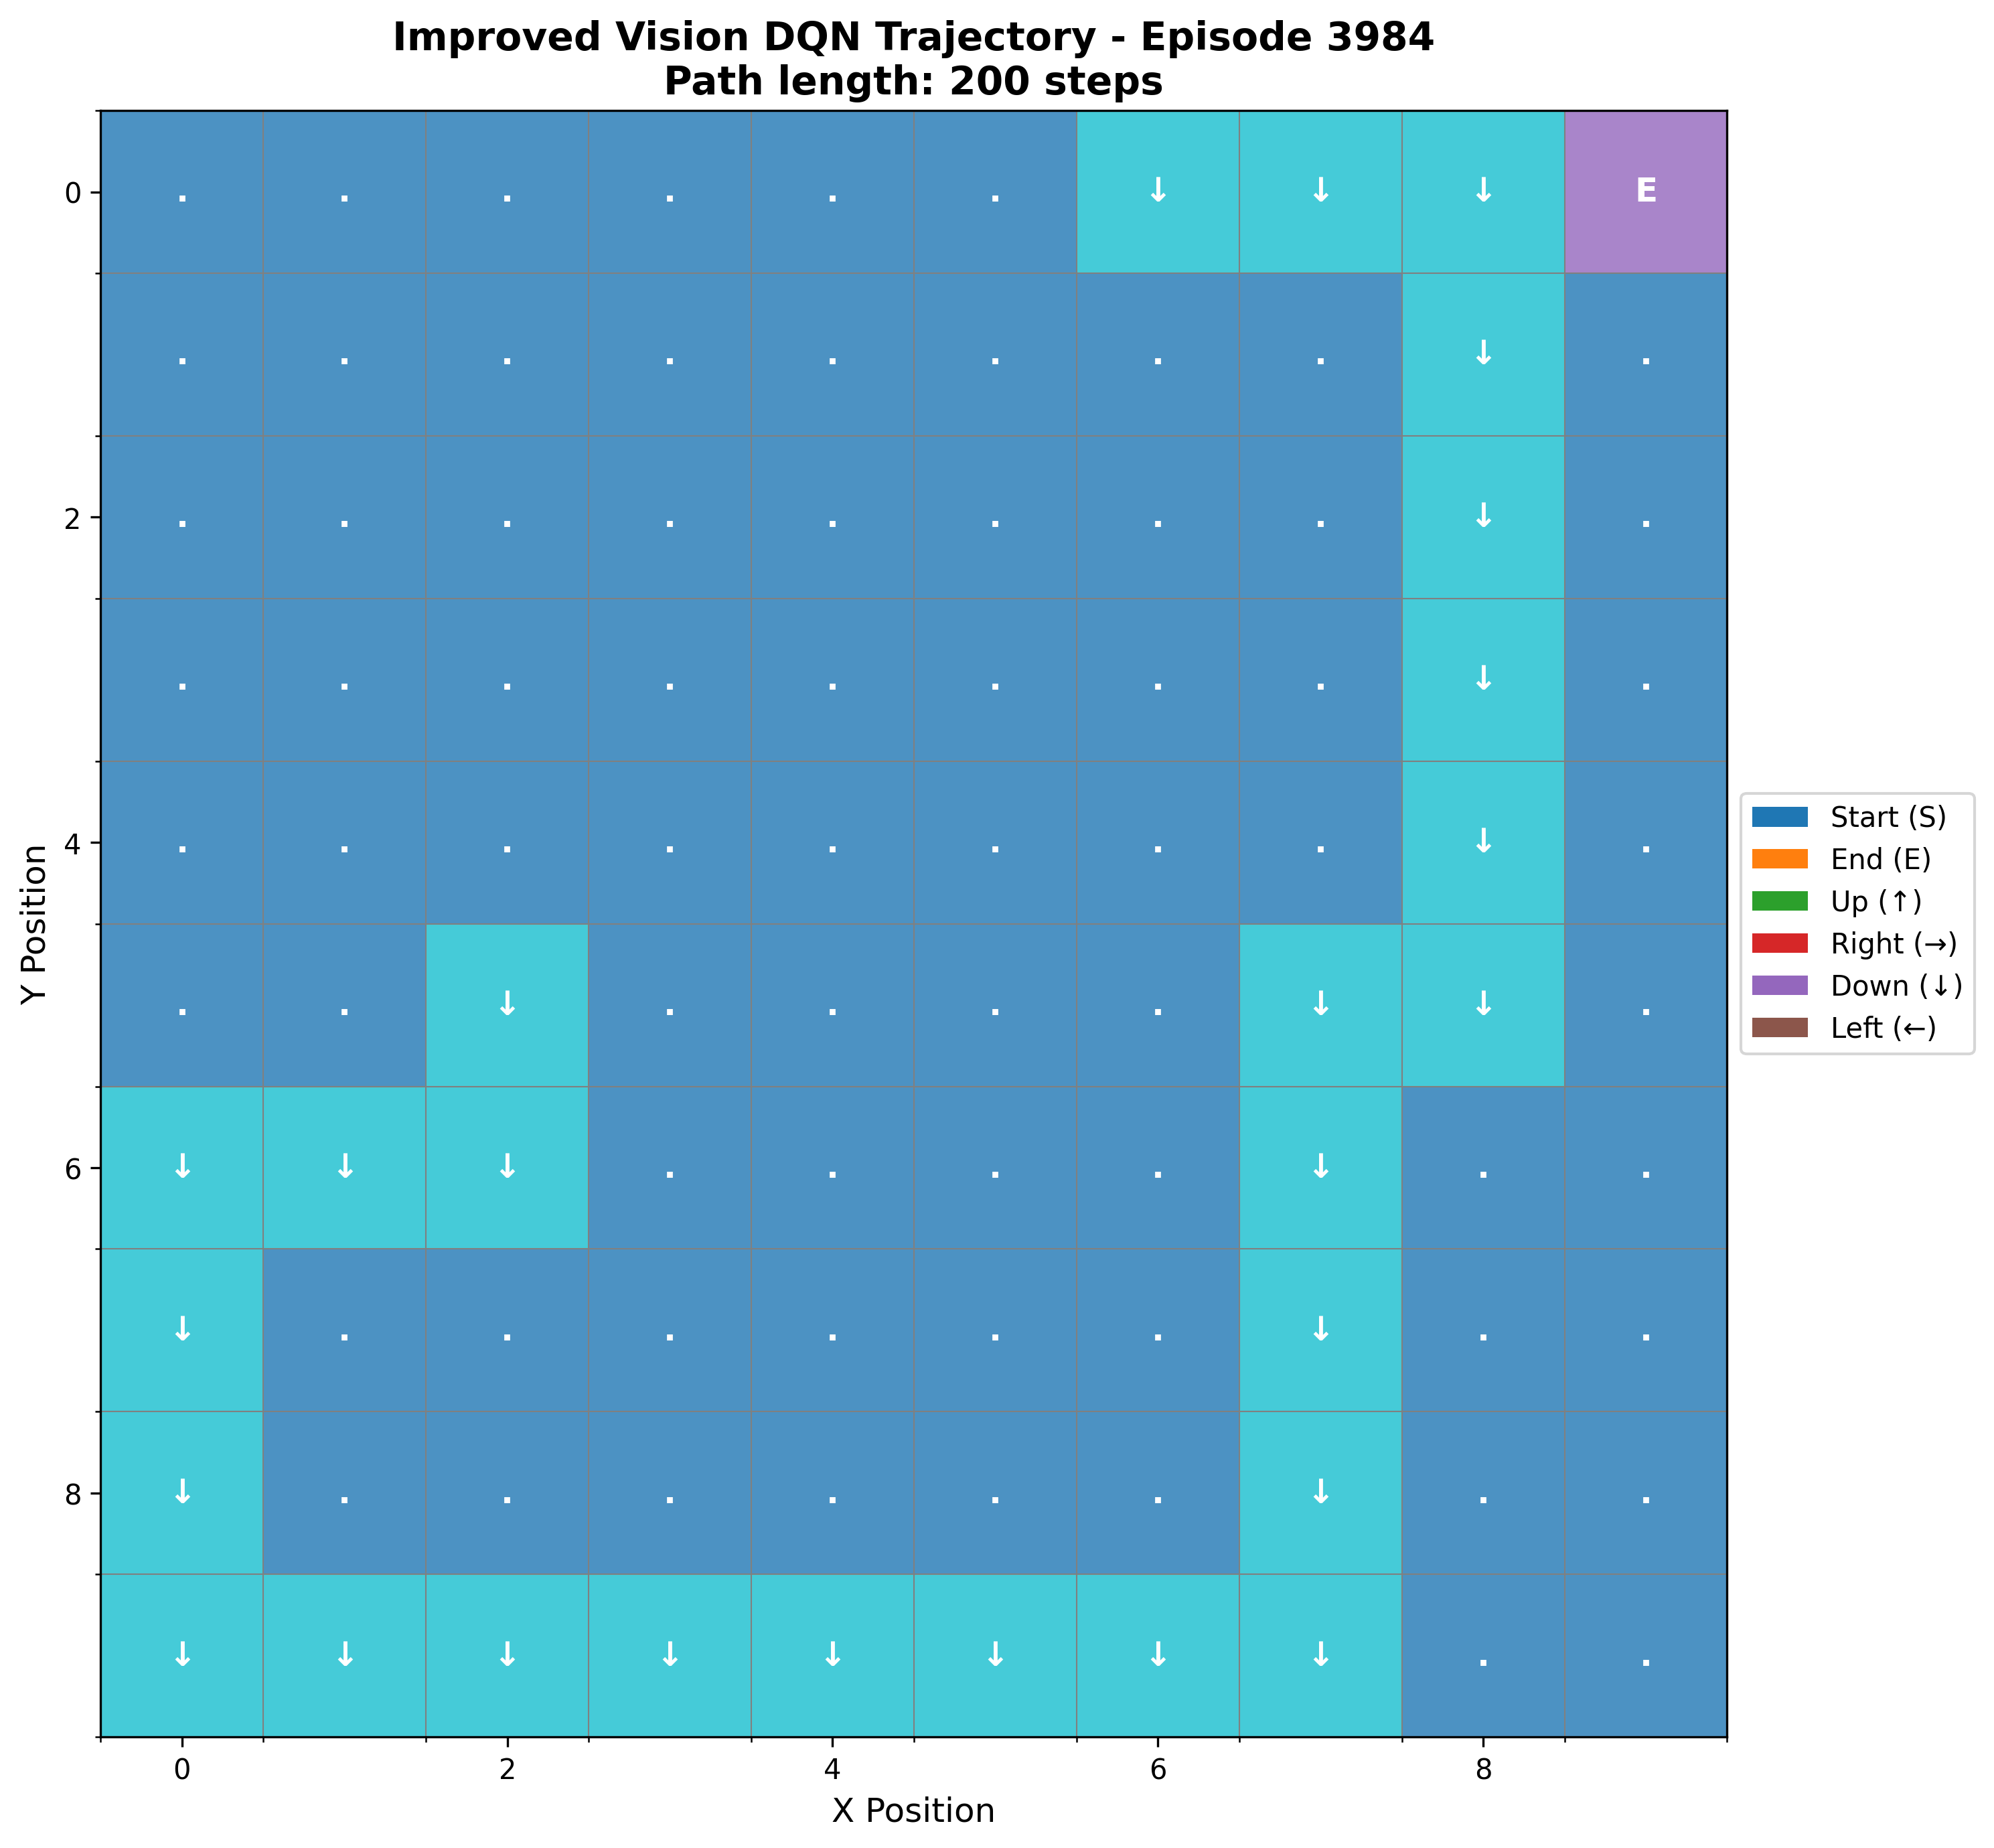 Improved Vision DQN Trajectory - Episode 3984
Path length: 200 steps
0 . . . . . . ↓ ↓ ↓ E
. . . . . . . . ↓ .
2 . . . . . . . . ↓ .
. . . . . . . . ↓ .
4 . . . . . . . . ↓ .
. . ↓ . . . . ↓ ↓ .
6 ↓ ↓ ↓ . . . . ↓ . .
↓ . . . . . . ↓ . .
8 ↓ . . . . . . ↓ . .
↓ ↓ ↓ ↓ ↓ ↓ ↓ ↓ . .
0 2 4 6 8
X Position
Y Position
Start (S)
End (E)
Up (↑)
Right (→)
Down (↓)
Left (←)